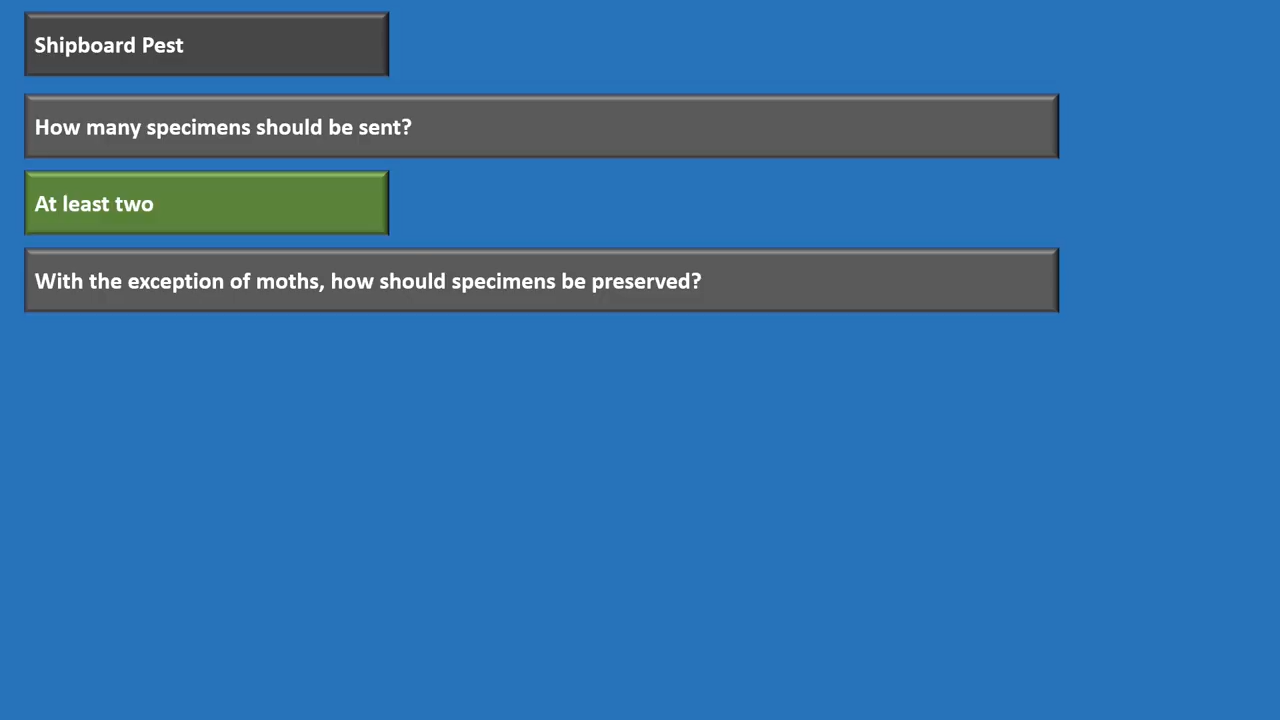 Shipboard Pest
How many specimens should be sent?
At least two
With the exception of moths, how should specimens be preserved?